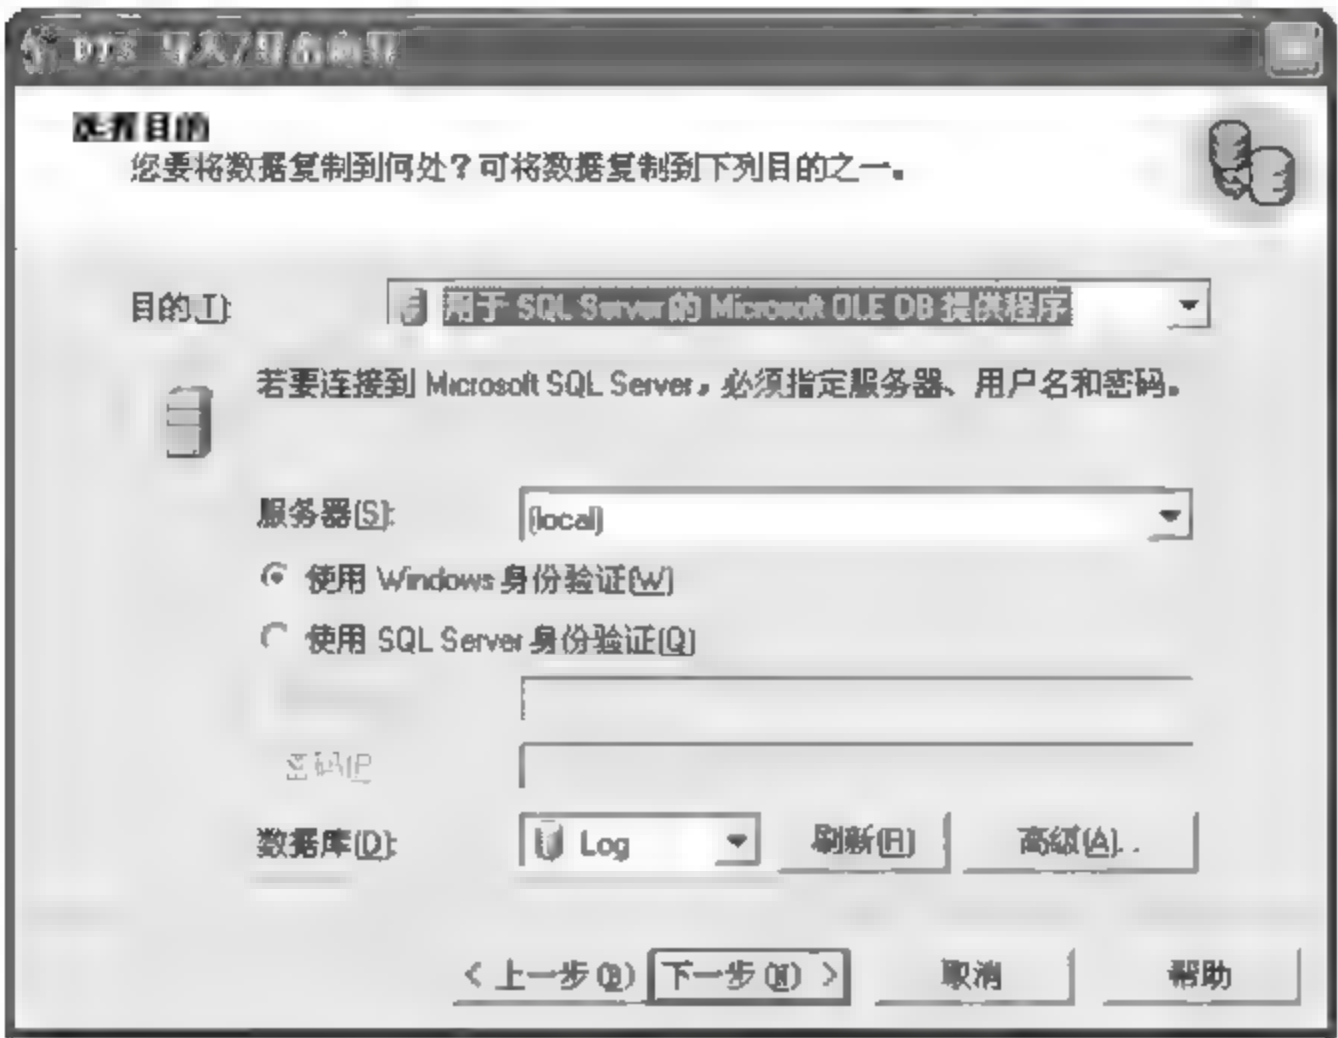 DTS 导入/导出向导
选择目的
您要将数据复制到何处？可将数据复制到下列目的之一。
目的(T):
用于 SQL Server 的 Microsoft OLE DB 提供程序
若要连接到 Microsoft SQL Server，必须指定服务器、用户名和密码。
服务器(S):
(local)
使用 Windows 身份验证(W)
使用 SQL Server 身份验证(Q)
密码(P
数据库(D):
Log
刷新(R)
高级(A)..
< 上一步(B)
下一步(N) >
取消
帮助